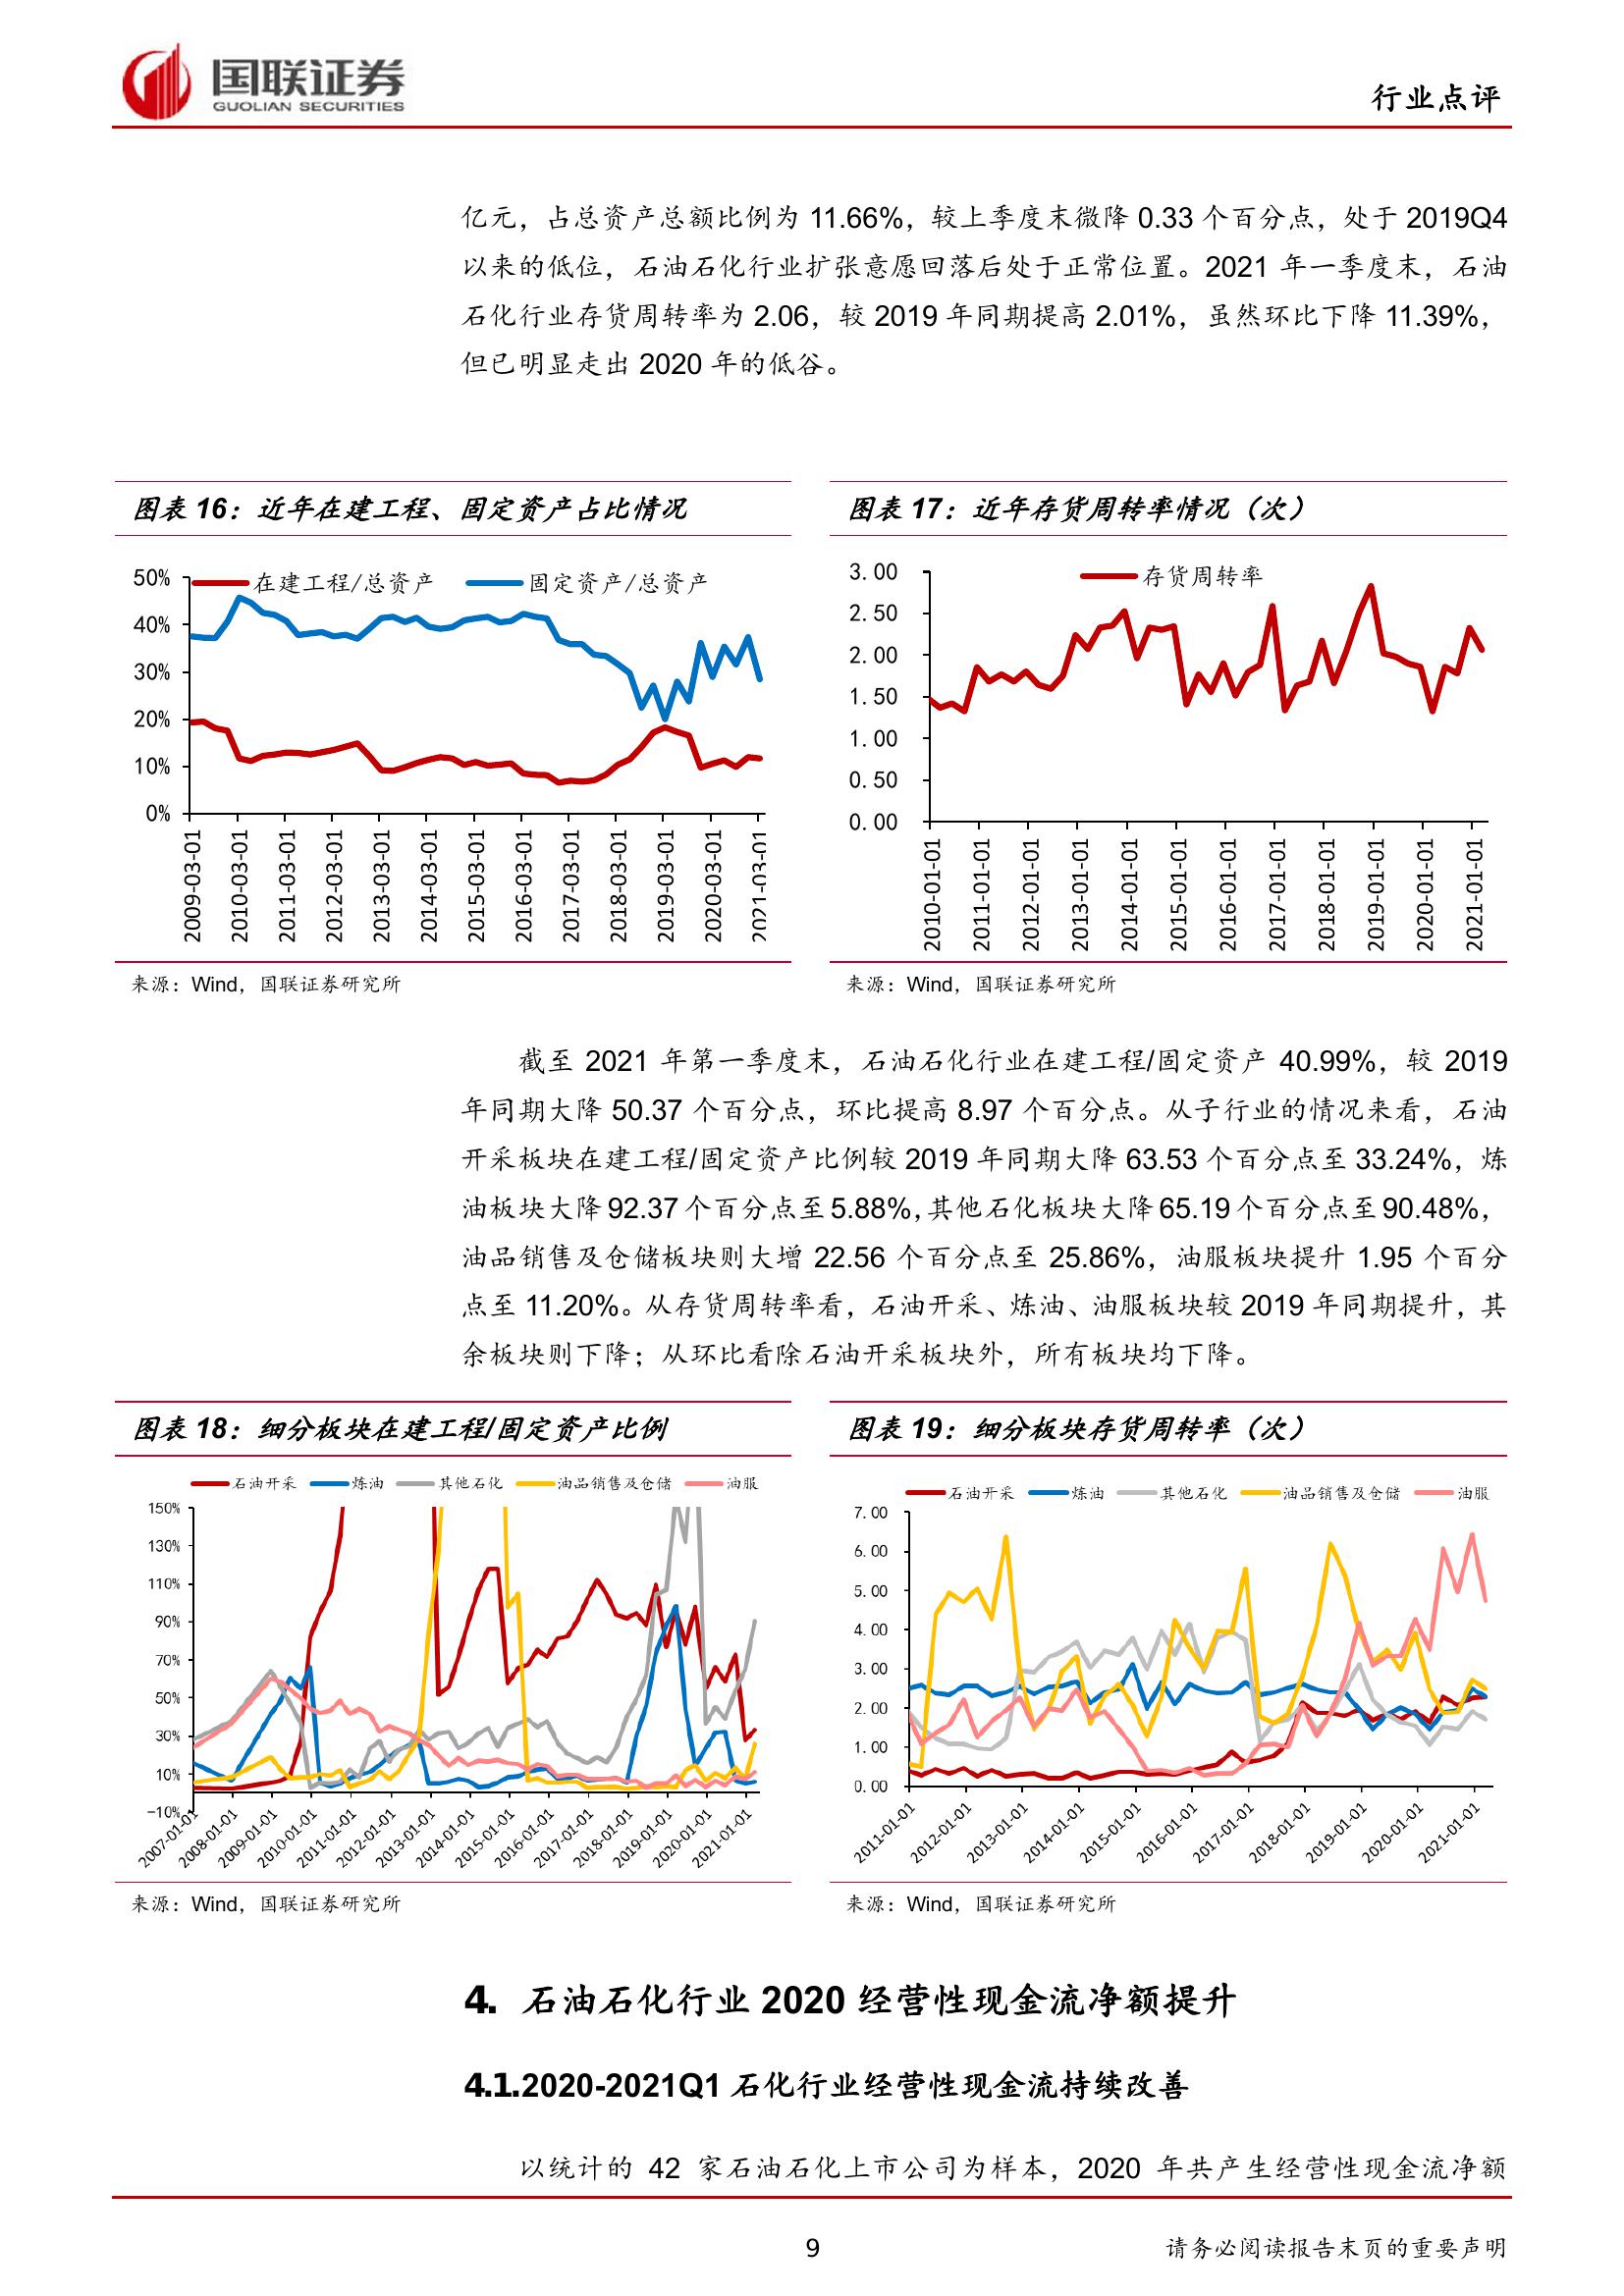 国联证券
GUOLIAN SECURITIES
行业点评
亿元，占总资产总额比例为 11.66%，较上季度末微降 0.33 个百分点，处于 2019Q4
以来的低位，石油石化行业扩张意愿回落后处于正常位置。2021 年一季度末，石油
石化行业存货周转率为 2.06，较 2019 年同期提高 2.01%，虽然环比下降 11.39%，
但已明显走出 2020 年的低谷。
图表 16：近年在建工程、固定资产占比情况
在建工程/总资产 固定资产/总资产
50%
40%
30%
20%
10%
0%
2009-03-01
2010-03-01
2011-03-01
2012-03-01
2013-03-01
2014-03-01
2015-03-01
2016-03-01
2017-03-01
2018-03-01
2019-03-01
2020-03-01
2021-03-01
来源：Wind，国联证券研究所
图表 17：近年存货周转率情况（次）
存货周转率
3.00
2.50
2.00
1.50
1.00
0.50
0.00
2010-01-01
2011-01-01
2012-01-01
2013-01-01
2014-01-01
2015-01-01
2016-01-01
2017-01-01
2018-01-01
2019-01-01
2020-01-01
2021-01-01
来源：Wind，国联证券研究所
截至 2021 年第一季度末，石油石化行业在建工程/固定资产 40.99%，较 2019
年同期大降 50.37 个百分点，环比提高 8.97 个百分点。从子行业的情况来看，石油
开采板块在建工程/固定资产比例较 2019 年同期大降 63.53 个百分点至 33.24%，炼
油板块大降 92.37 个百分点至 5.88%，其他石化板块大降 65.19 个百分点至 90.48%，
油品销售及仓储板块则大增 22.56 个百分点至 25.86%，油服板块提升 1.95 个百分
点至 11.20%。从存货周转率看，石油开采、炼油、油服板块较 2019 年同期提升，其
余板块则下降；从环比看除石油开采板块外，所有板块均下降。
图表 18：细分板块在建工程/固定资产比例
石油开采 炼油 其他石化 油品销售及仓储 油服
150%
130%
110%
90%
70%
50%
30%
10%
-10%
2007-01-01
2008-01-01
2009-01-01
2010-01-01
2011-01-01
2012-01-01
2013-01-01
2014-01-01
2015-01-01
2016-01-01
2017-01-01
2018-01-01
2019-01-01
2020-01-01
2021-01-01
来源：Wind，国联证券研究所
图表 19：细分板块存货周转率（次）
石油开采 炼油 其他石化 油品销售及仓储 油服
7.00
6.00
5.00
4.00
3.00
2.00
1.00
0.00
2011-01-01
2012-01-01
2013-01-01
2014-01-01
2015-01-01
2016-01-01
2017-01-01
2018-01-01
2019-01-01
2020-01-01
2021-01-01
来源：Wind，国联证券研究所
4. 石油石化行业 2020 经营性现金流净额提升
4.1.2020-2021Q1 石化行业经营性现金流持续改善
以统计的 42 家石油石化上市公司为样本，2020 年共产生经营性现金流净额
9
请务必阅读报告末页的重要声明